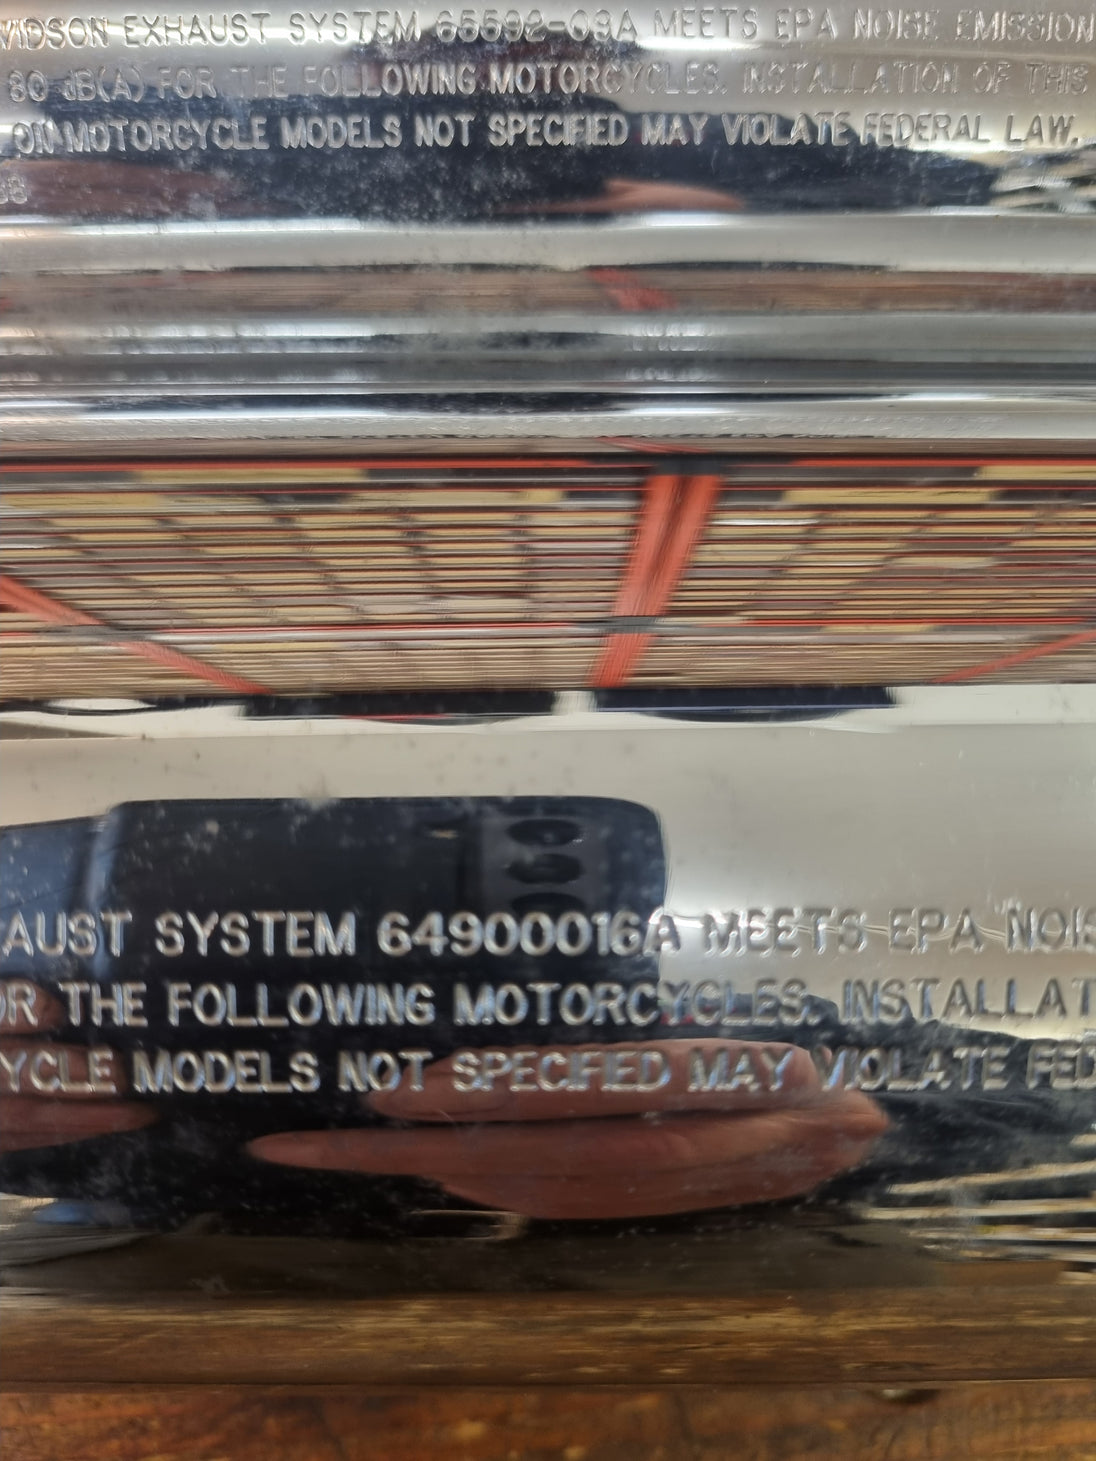 VIDSON EXHAUST SYSTEM 65592-09A MEETS EPA NOISE EMISSION
80 dB(A) FOR THE FOLLOWING MOTORCYCLES. INSTALLATION OF THIS
ON MOTORCYCLE MODELS NOT SPECIFIED MAY VIOLATE FEDERAL LAW.
AUST SYSTEM 64900016A MEETS EPA NOIS
OR THE FOLLOWING MOTORCYCLES. INSTALLAT
YCLE MODELS NOT SPECIFIED MAY VIOLATE FED